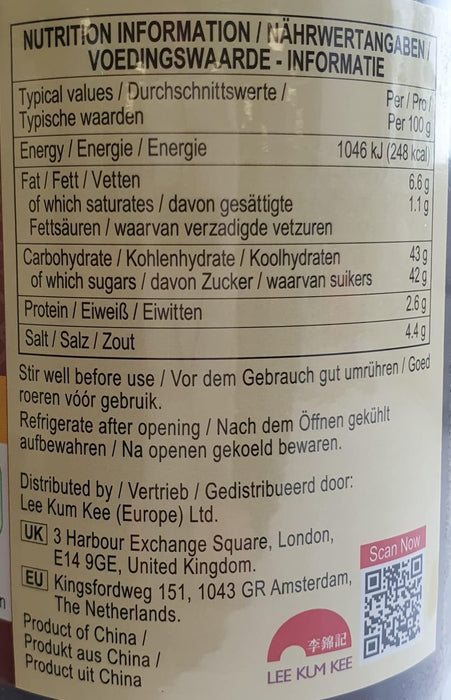 NUTRITION INFORMATION / NÄHRWERTANGABEN /
VOEDINGSWAARDE - INFORMATIE
Typical values / Durchschnittswerte /
Typische waarden
Per / Pro /
Per 100 g
Energy / Energie / Energie 1046 kJ (248 kcal)
Fat / Fett / Vetten 6.6 g
of which saturates / davon gesättigte 1.1 g
Fettsäuren / waarvan verzadigde vetzuren
Carbohydrate / Kohlenhydrate / Koolhydraten 43 g
of which sugars / davon Zucker / waarvan suikers 42 g
Protein / Eiweiß / Eiwitten 2.6 g
Salt / Salz / Zout 4.4 g
Stir well before use / Vor dem Gebrauch gut umrühren / Goed
roeren vóór gebruik.
Refrigerate after opening / Nach dem Öffnen gekühlt
aufbewahren / Na openen gekoeld bewaren.
Distributed by / Vertrieb / Gedistribueerd door:
Lee Kum Kee (Europe) Ltd.
UK 3 Harbour Exchange Square, London,
E14 9GE, United Kingdom.
EU Kingsfordweg 151, 1043 GR Amsterdam,
The Netherlands.
Product of China /
Produkt aus China /
Product uit China
Scan Now
李錦記
LEE KUM KEE